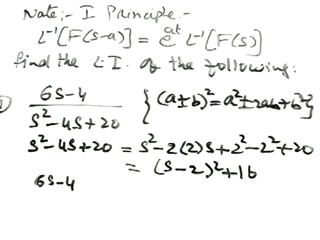 Note:- I Principle:-
L⁻¹[F(s-a)] = e^at L⁻¹[F(s)]
find the L.I. of the following:
6s-4 / s²-4s+20 {(a±b)² = a²±2ab+b²}
s²-4s+20 = s²-2(2)s+2²-2²+20
= (s-2)²+16
6s-4